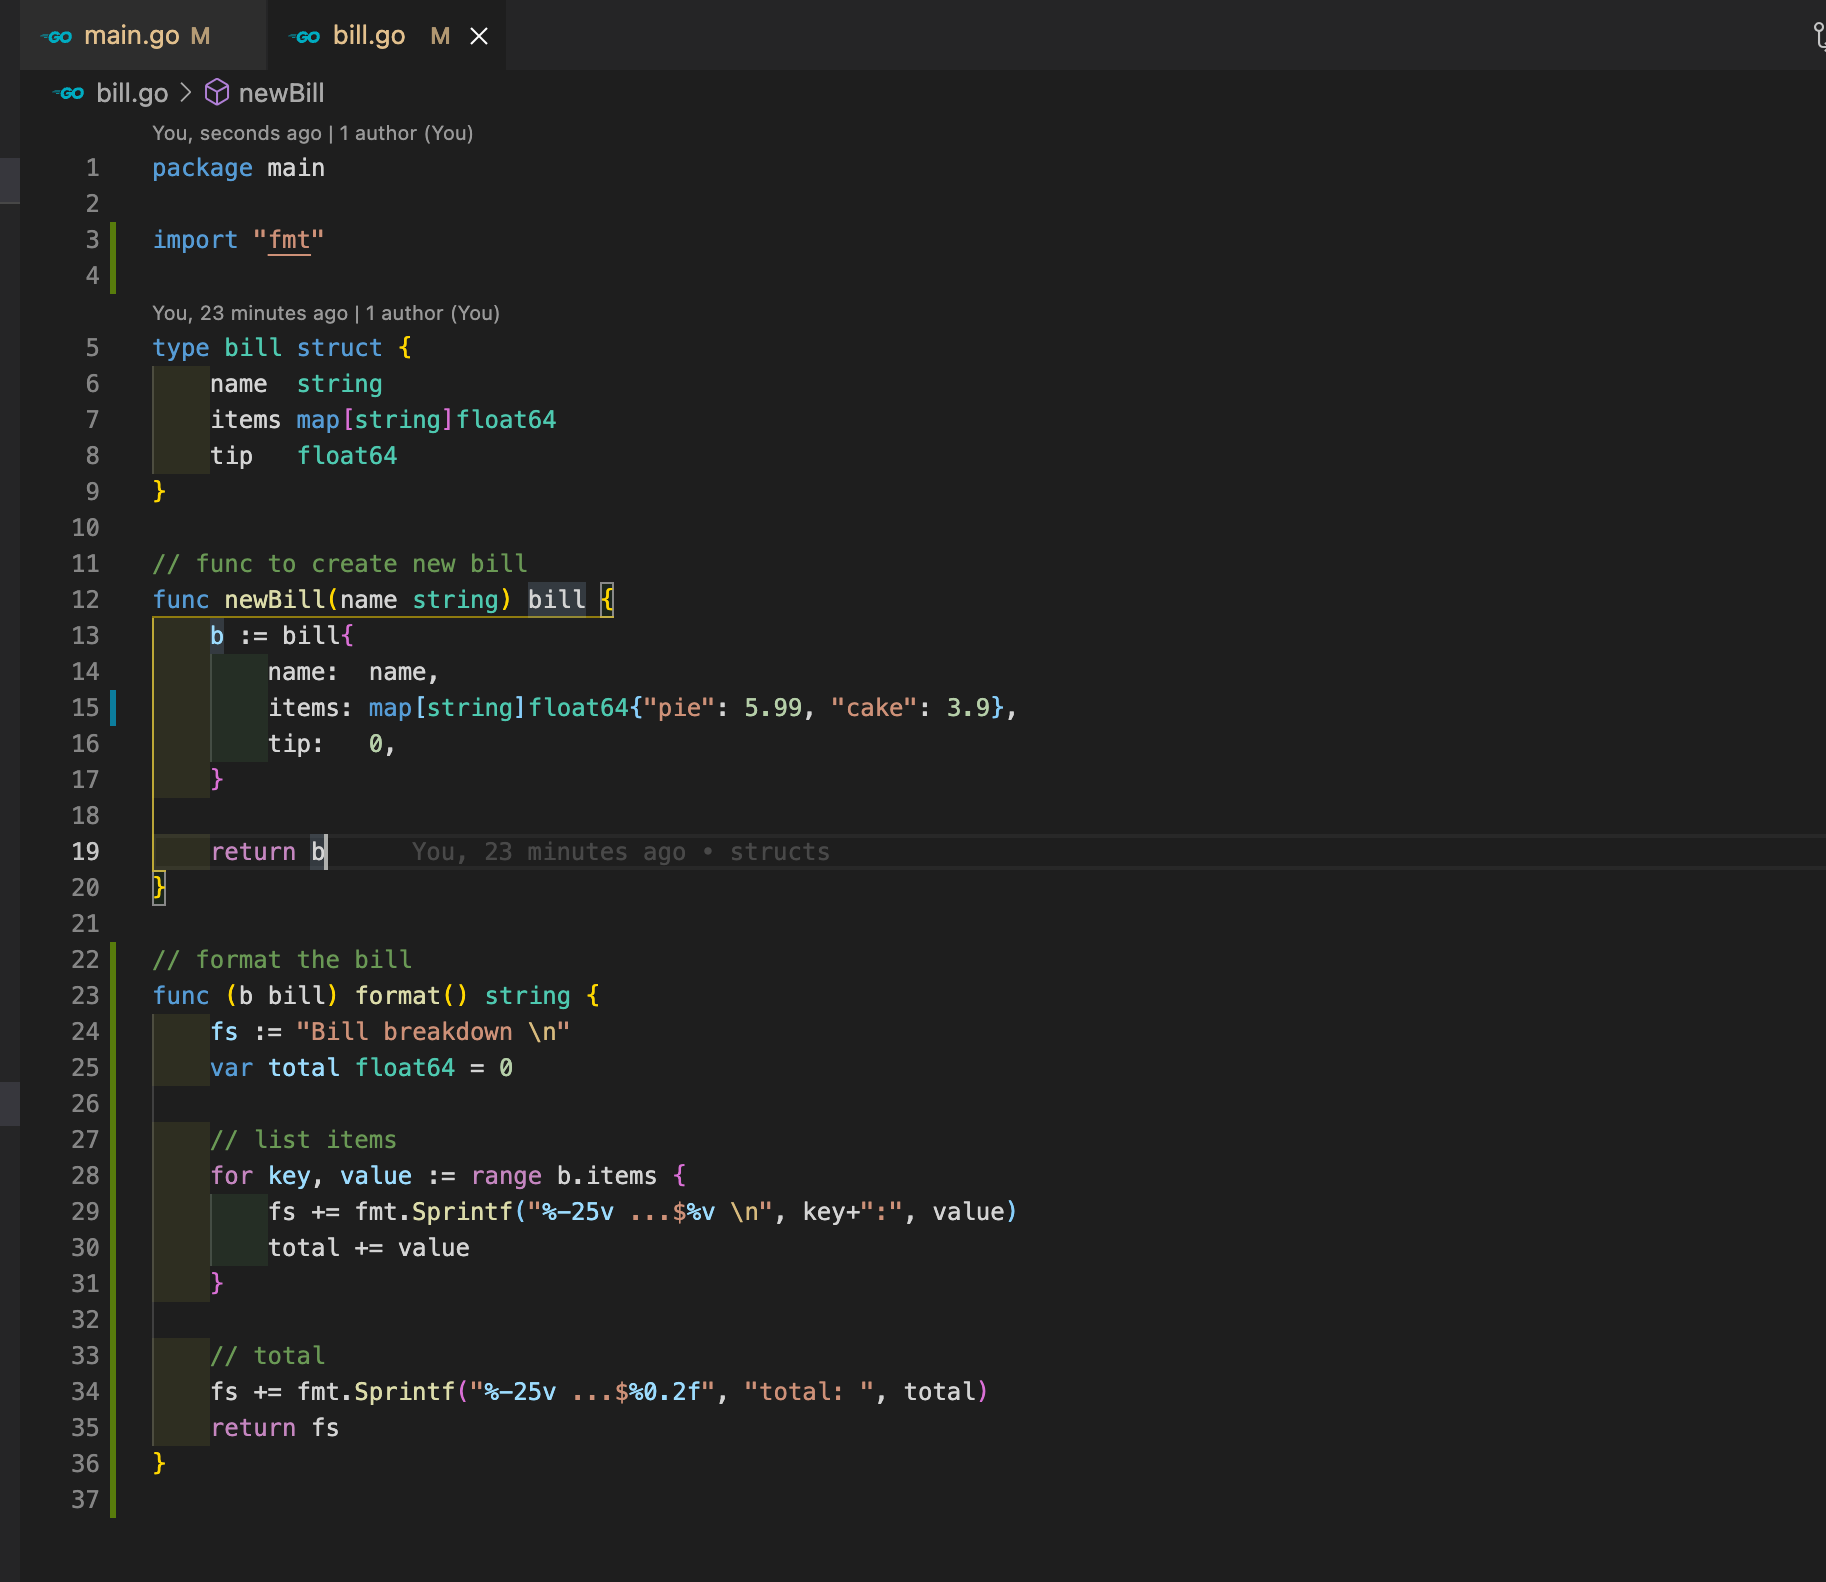 GO main.go M GO bill.go M
GO bill.go > newBill
You, seconds ago | 1 author (You)
1 package main
2
3 import "fmt"
4
You, 23 minutes ago | 1 author (You)
5 type bill struct {
6 name  string
7 items map[string]float64
8 tip   float64
9 }
10
11 // func to create new bill
12 func newBill(name string) bill {
13 b := bill{
14 name:  name,
15 items: map[string]float64{"pie": 5.99, "cake": 3.9},
16 tip:   0,
17 }
18
19 return b You, 23 minutes ago • structs
20 }
21
22 // format the bill
23 func (b bill) format() string {
24 fs := "Bill breakdown \n"
25 var total float64 = 0
26
27 // list items
28 for key, value := range b.items {
29 fs += fmt.Sprintf("%-25v ...$%v \n", key+":", value)
30 total += value
31 }
32
33 // total
34 fs += fmt.Sprintf("%-25v ...$%0.2f", "total: ", total)
35 return fs
36 }
37